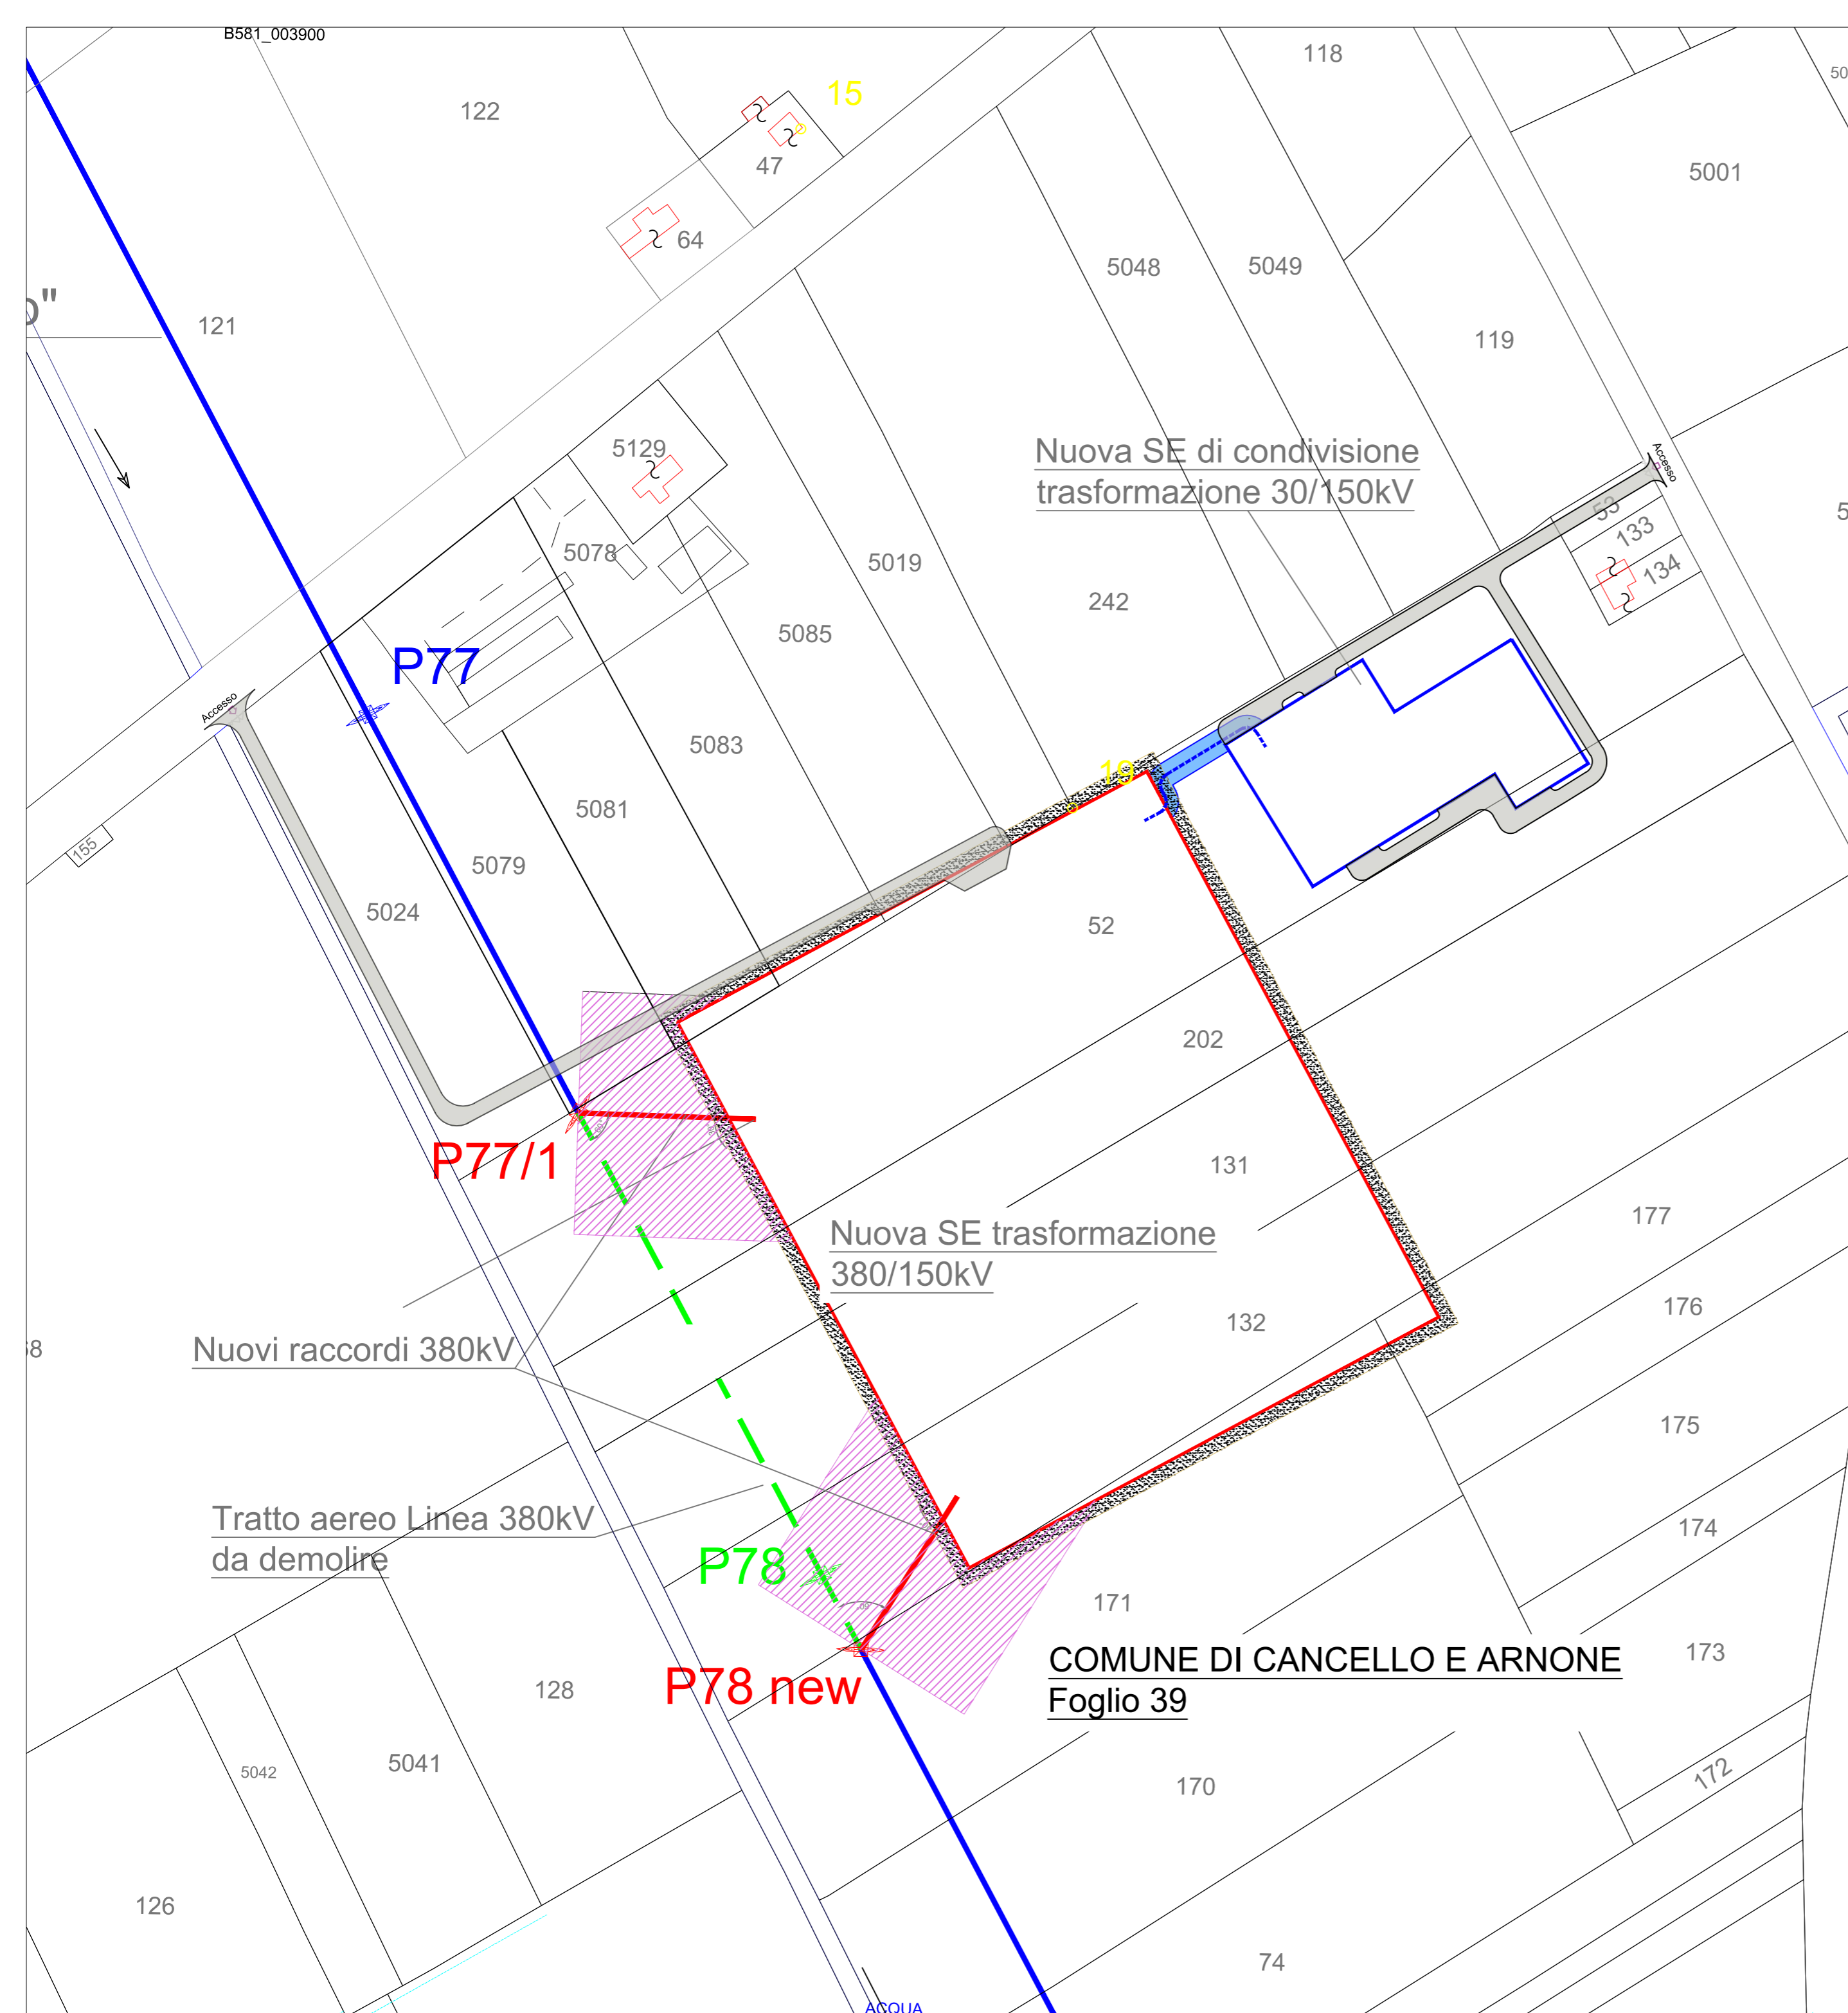 B581_003900
118
122
15
47
5001
64
5048
5049
121
119
Nuova SE di condivisione
trasformazione 30/150kV
5129
Accesso
53
133
134
5078
5019
242
5085
P77
Accesso
5083
19
5081
155
5079
5024
52
202
P77/1
131
Nuova SE trasformazione
380/150kV
177
176
132
Nuovi raccordi 380kV
175
Tratto aereo Linea 380kV
da demolire
174
P78
171
COMUNE DI CANCELLO E ARNONE
Foglio 39
173
P78 new
128
5041
5042
170
172
126
74
ACQUA